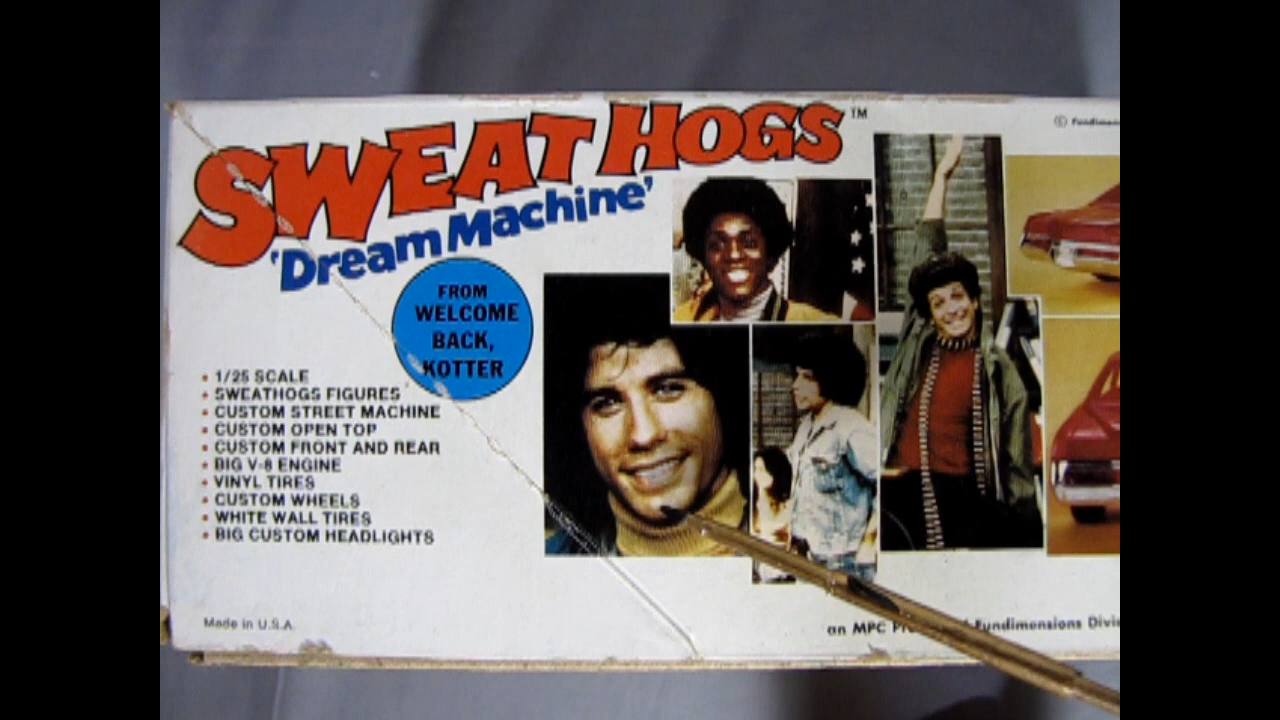 SWEAT HOGS™
'Dream Machine'
FROM
WELCOME
BACK,
KOTTER
• 1/25 SCALE
• SWEATHOGS FIGURES
• CUSTOM STREET MACHINE
• CUSTOM OPEN TOP
• CUSTOM FRONT AND REAR
• BIG V-8 ENGINE
• VINYL TIRES
• CUSTOM WHEELS
• WHITE WALL TIRES
• BIG CUSTOM HEADLIGHTS
Made in U.S.A.
©
an MPC Fundimensions